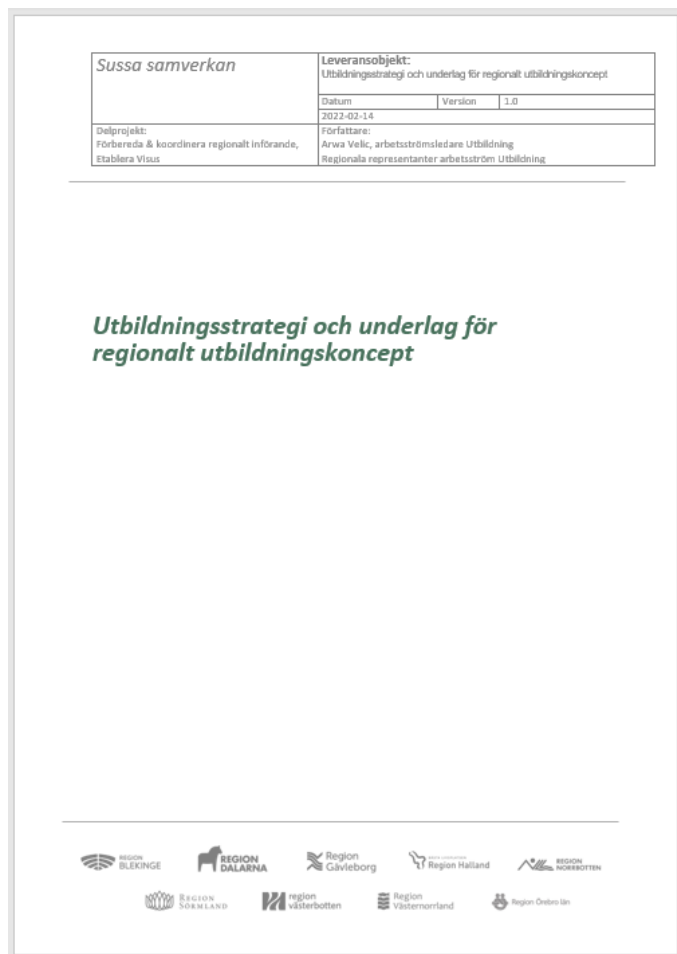 Sussa samverkan
Leveransobjekt:
Utbildningsstrategi och underlag för regionalt utbildningskoncept
Datum
Version
1.0
2022-02-14
Delprojekt:
Förbereda & koordinera regionalt införande,
Etablera Visus
Författare:
Arwa Velic, arbetsströmsledare Utbildning
Regionala representanter arbetsström Utbildning
Utbildningsstrategi och underlag för
regionalt utbildningskoncept
REGION
BLEKINGE
REGION
DALARNA
Region
Gävleborg
Region Halland
REGION
NORRBOTTEN
REGION
SÖRMLAND
region
västerbotten
Region
Västernorrland
Region Örebro län